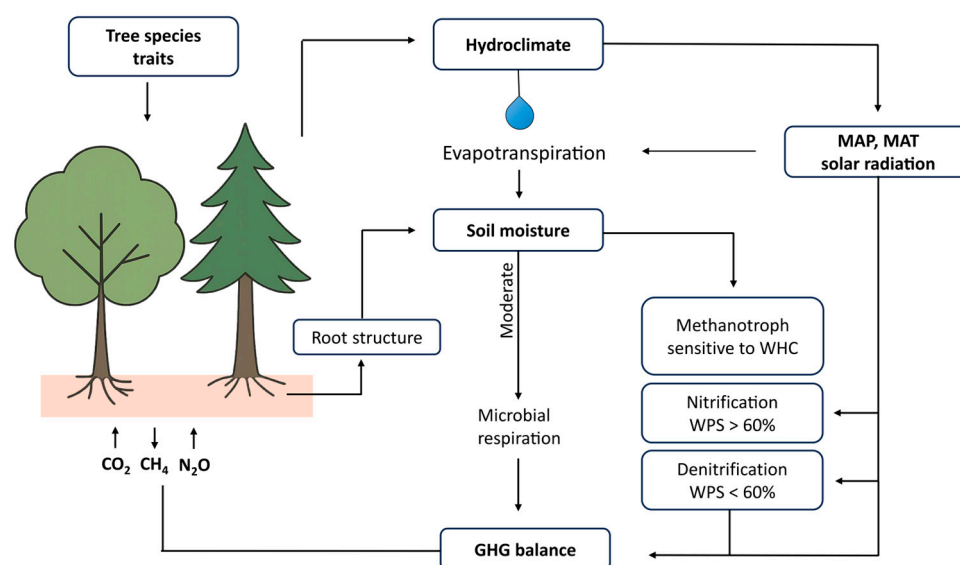 Tree species
traits
Hydroclimate
MAP, MAT
solar radiation
Evapotranspiration
Soil moisture
Moderate
Root structure
Methanotroph
sensitive to WHC
Nitrification
WPS > 60%
Microbial
respiration
Denitrification
WPS < 60%
CO₂ CH₄ N₂O
GHG balance